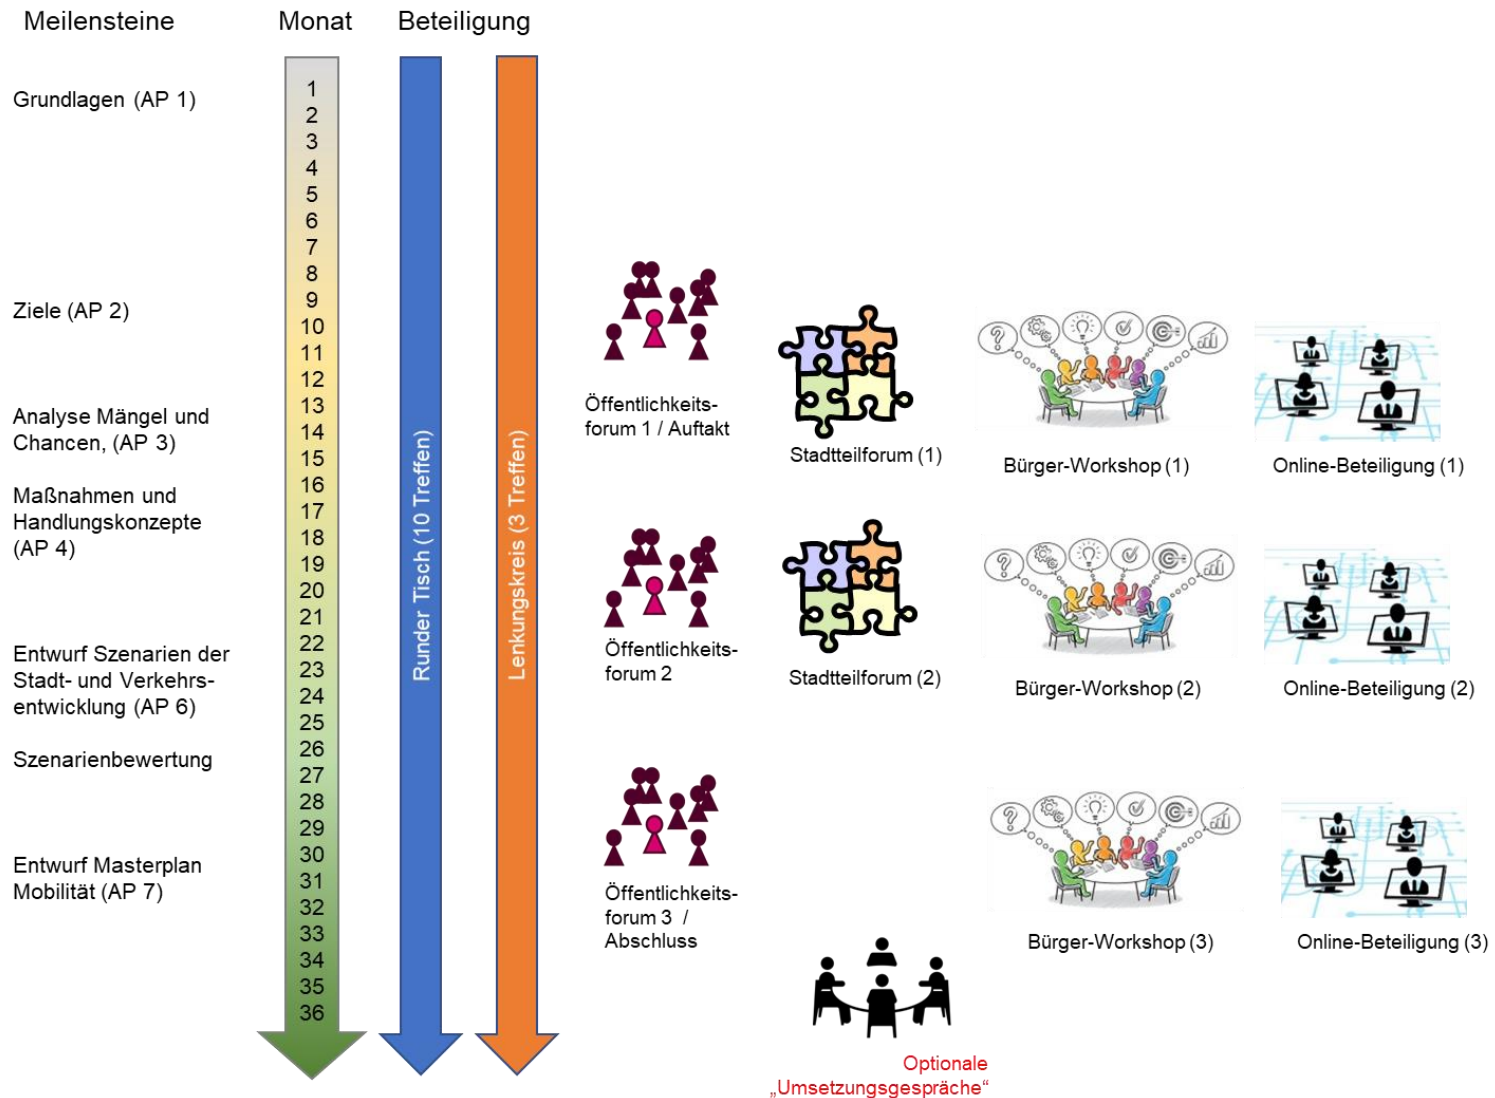 Meilensteine
Monat
Beteiligung
Grundlagen (AP 1)
Ziele (AP 2)
Analyse Mängel und
Chancen, (AP 3)
Maßnahmen und
Handlungskonzepte
(AP 4)
Entwurf Szenarien der
Stadt- und Verkehrs-
entwicklung (AP 6)
Szenarienbewertung
Entwurf Masterplan
Mobilität (AP 7)
1
2
3
4
5
6
7
8
9
10
11
12
13
14
15
16
17
18
19
20
21
22
23
24
25
26
27
28
29
30
31
32
33
34
35
36
Runder Tisch (10 Treffen)
Lenkungskreis (3 Treffen)
Öffentlichkeits-
forum 1 / Auftakt
Stadtteilforum (1)
?
Bürger-Workshop (1)
Online-Beteiligung (1)
Öffentlichkeits-
forum 2
Stadtteilforum (2)
?
Bürger-Workshop (2)
Online-Beteiligung (2)
Öffentlichkeits-
forum 3 /
Abschluss
?
Bürger-Workshop (3)
Online-Beteiligung (3)
Optionale
„Umsetzungsgespräche“